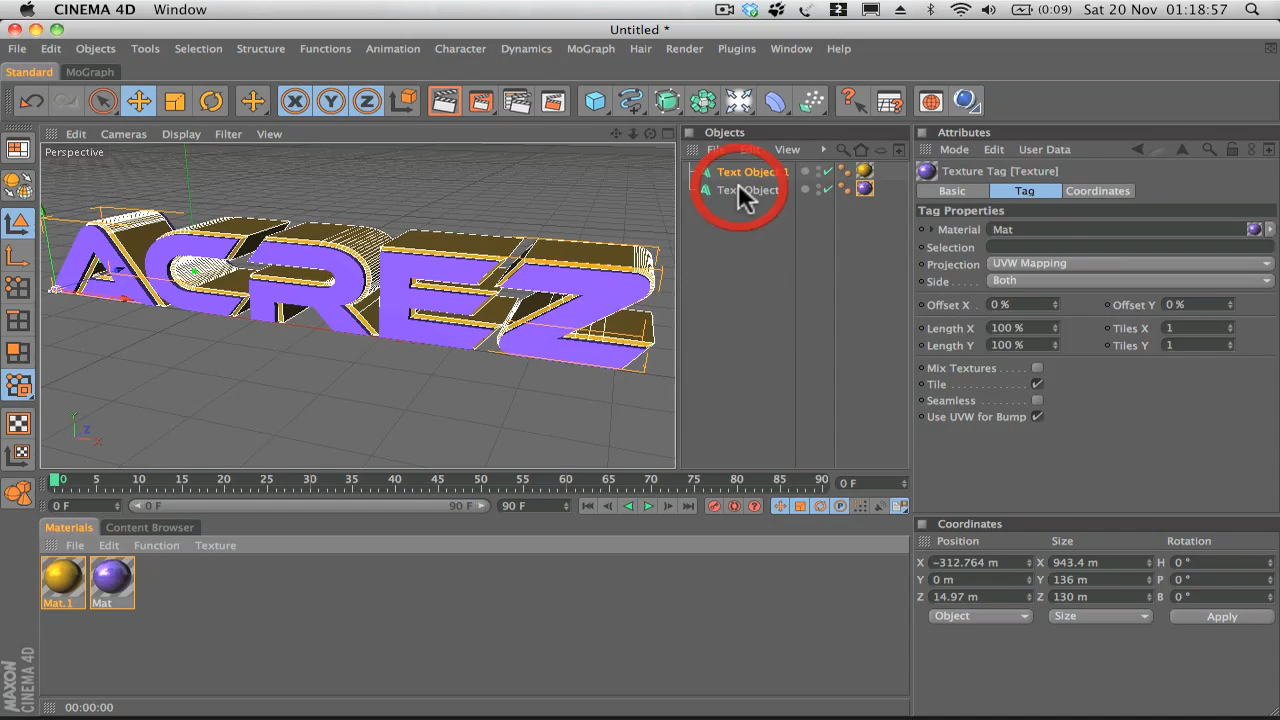 CINEMA 4D Window (0:09) Sat 20 Nov 01:18:57
Untitled *
File Edit Objects Tools Selection Structure Functions Animation Character Dynamics MoGraph Hair Render Plugins Window Help
Standard MoGraph
X Y Z
Edit Cameras Display Filter View
Perspective
ACREZ
Y
Z
X
Objects
File Edit View
Text Object.1
Text Object
Attributes
Mode Edit User Data
Texture Tag [Texture]
Basic Tag Coordinates
Tag Properties
Material Mat
Selection
Projection UVW Mapping
Side Both
Offset X 0 % Offset Y 0 %
Length X 100 % Tiles X 1
Length Y 100 % Tiles Y 1
Mix Textures
Tile
Seamless
Use UVW for Bump
0 5 10 15 20 25 30 35 40 45 50 55 60 65 70 75 80 85 90 0 F
0 F 0 F 90 F 90 F
Materials Content Browser
File Edit Function Texture
Mat.1 Mat
Coordinates
Position Size Rotation
X -312.764 m X 943.4 m H 0 °
Y 0 m Y 136 m P 0 °
Z 14.97 m Z 130 m B 0 °
Object Size Apply
MAXON
CINEMA 4D
00:00:00